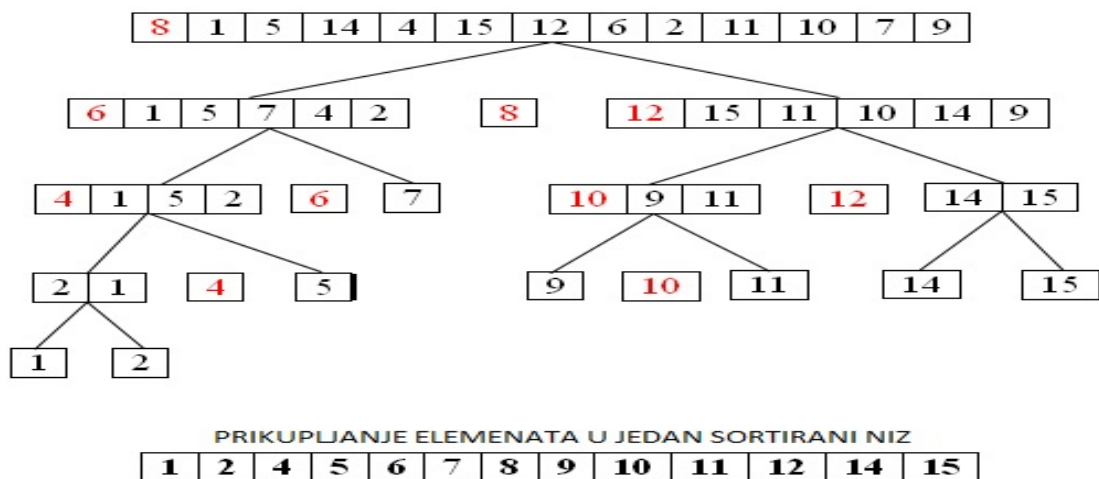 8 1 5 14 4 15 12 6 2 11 10 7 9
6 1 5 7 4 2 8 12 15 11 10 14 9
4 1 5 2 6 7 10 9 11 12 14 15
2 1 4 5 9 10 11 14 15
1 2
PRIKUPLJANJE ELEMENATA U JEDAN SORTIRANI NIZ
1 2 4 5 6 7 8 9 10 11 12 14 15